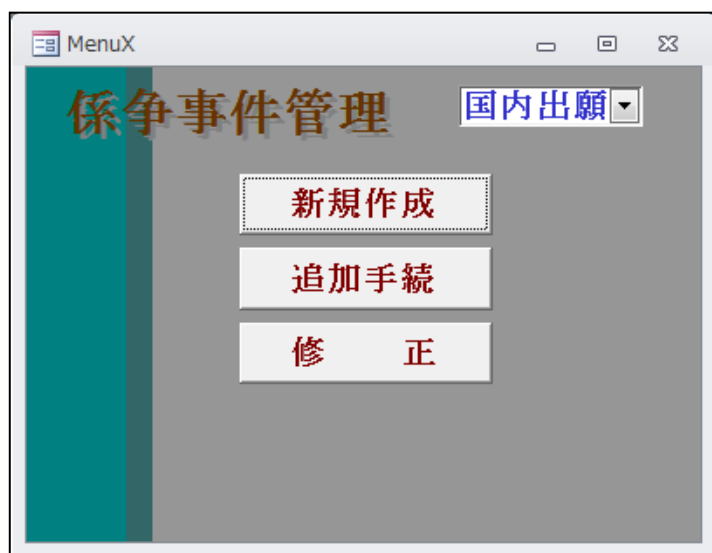 MenuX
係争事件管理
国内出願
新規作成
追加手続
修　　正